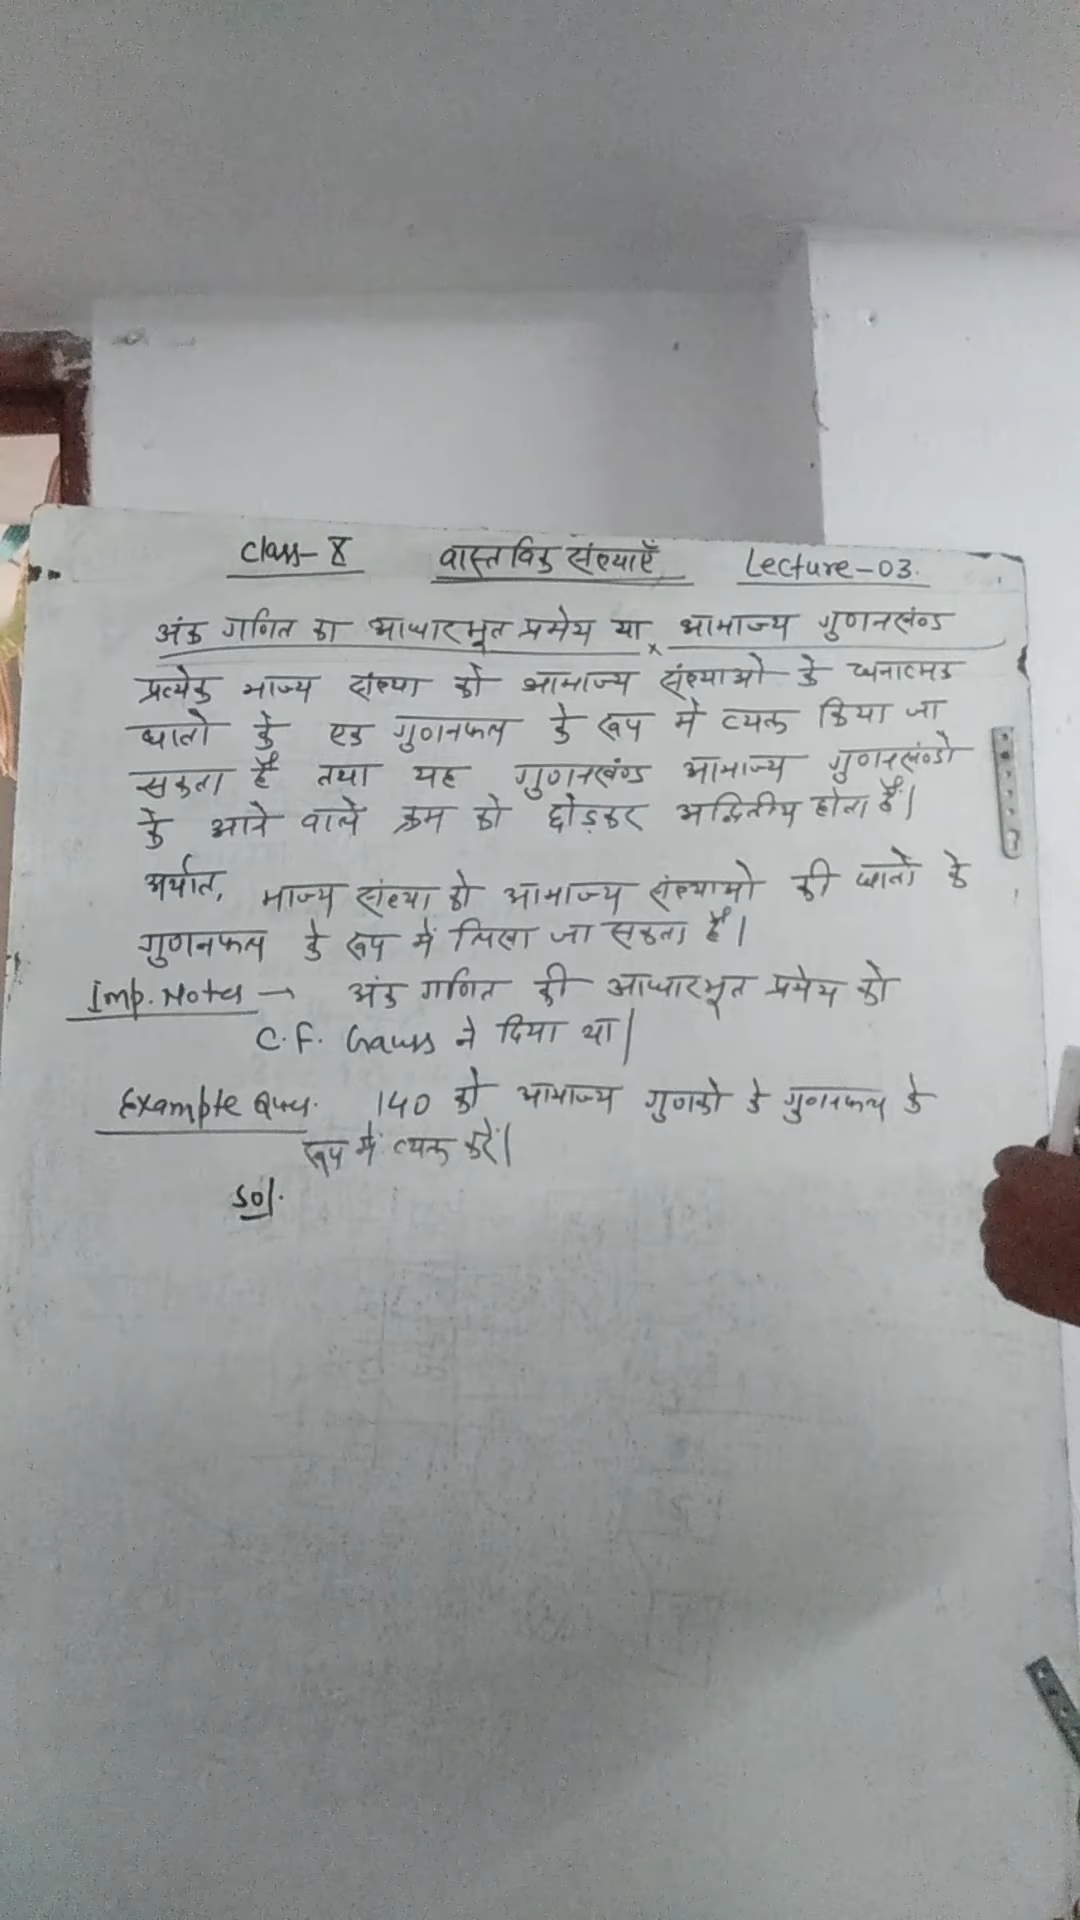 Class-X वास्तविक संख्याएँ Lecture-03.
अंक गणित का आधारभूत प्रमेय या अभाज्य गुणनखंण्ड
प्रत्येक भाज्य संख्या को अभाज्य संख्याओ के धनात्मक
घातो के एक गुणनफल के रूप मे व्यक्त किया जा
सकता है तथा यह गुणनखंण्ड अभाज्य गुणनखंण्डो
के आने वाले क्रम को छोड़कर अद्वितीय होता है।
अर्थात, भाज्य संख्या को अभाज्य संख्यामो की घातो के
गुणनफल के रूप में लिखा जा सकता है।
Imp. Notes → अंक गणित की आधारभूत प्रमेय को
C.F. Gauss ने दिया था|
Example Ques. 140 को अभाज्य गुणको के गुणनफल के
रूप में व्यक्त करें|
Sol.